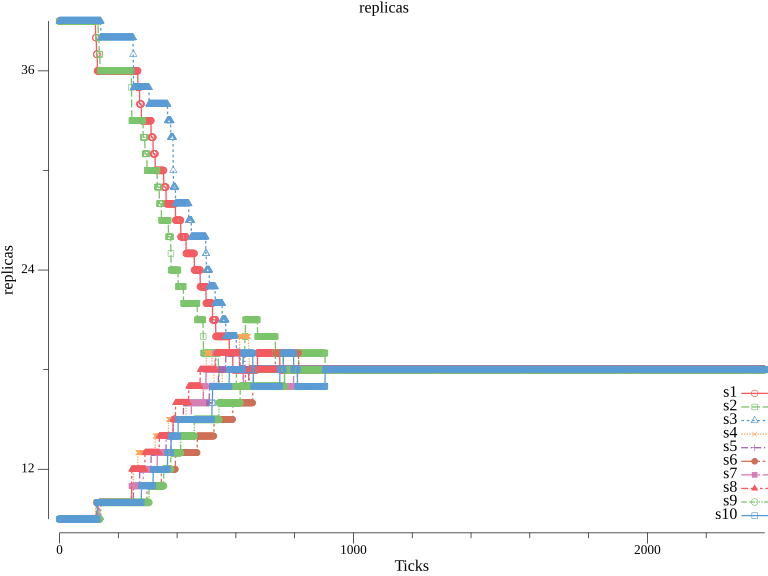 replicas
replicas
36
24
12
0
1000
2000
Ticks
s1
s2
s3
s4
s5
s6
s7
s8
s9
s10